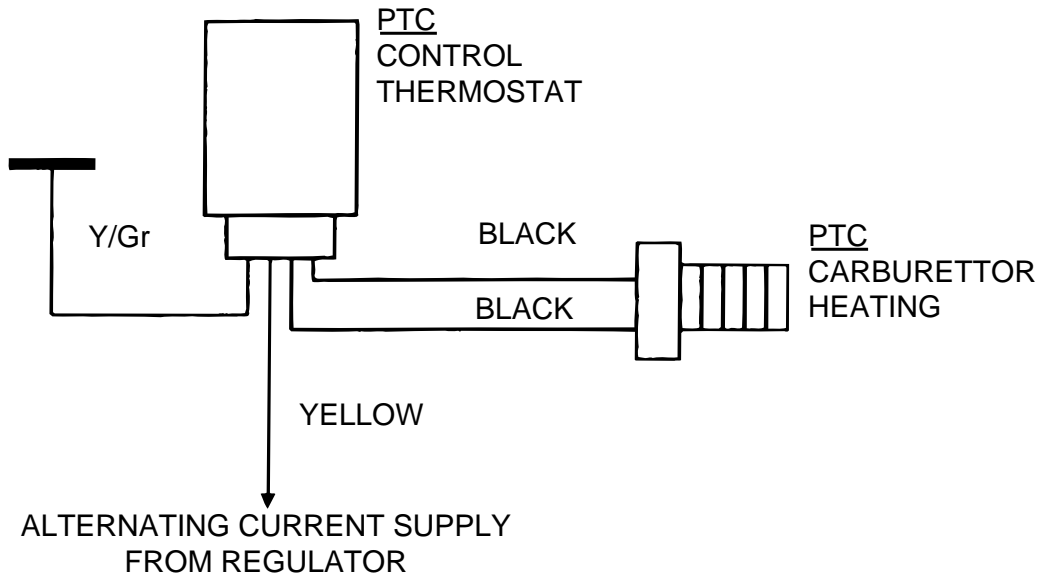 PTC
CONTROL
THERMOSTAT
Y/Gr
BLACK
PTC
CARBURETTOR
HEATING
BLACK
YELLOW
ALTERNATING CURRENT SUPPLY
FROM REGULATOR